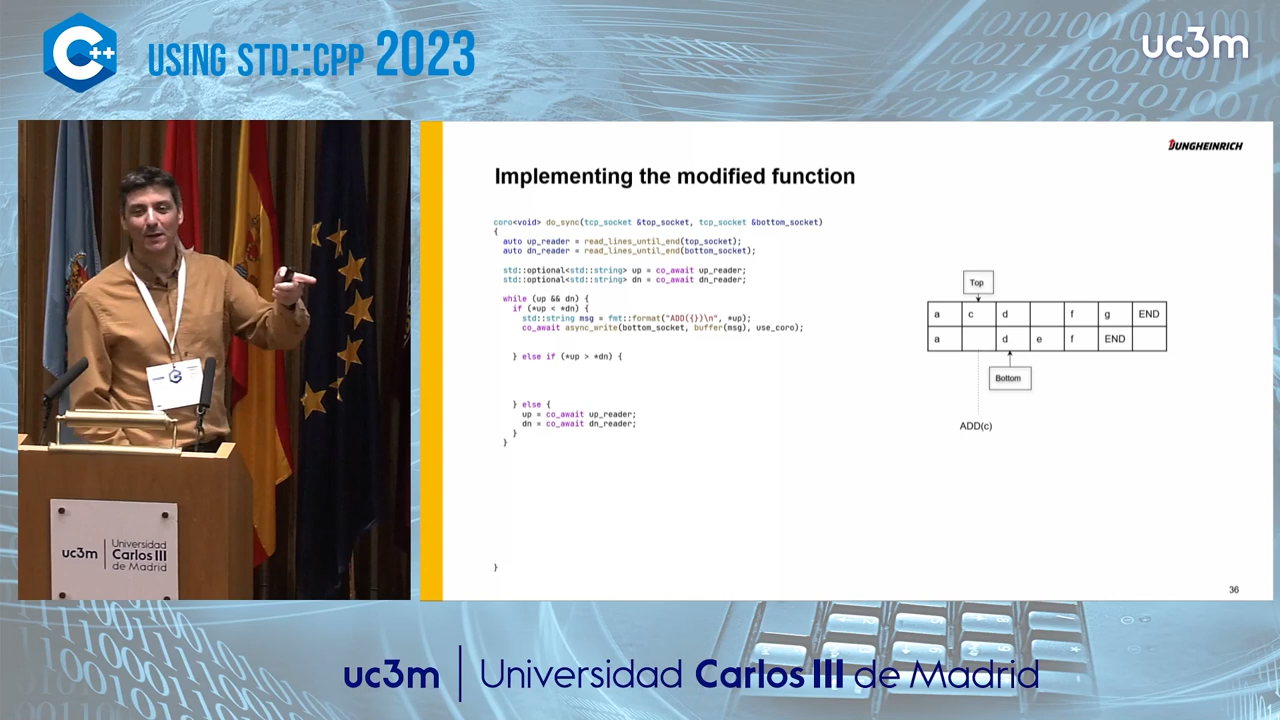 C++
USING STD::CPP 2023
uc3m
JUNGHEINRICH
Implementing the modified function
coro<void> do_sync(tcp_socket &top_socket, tcp_socket &bottom_socket)
{
auto up_reader = read_lines_until_end(top_socket);
auto dn_reader = read_lines_until_end(bottom_socket);
std::optional<std::string> up = co_await up_reader;
std::optional<std::string> dn = co_await dn_reader;
while (up && dn) {
if (*up < *dn) {
std::string msg = fmt::format("ADD({})\n", *up);
co_await async_write(bottom_socket, buffer(msg), use_coro);
} else if (*up > *dn) {
} else {
up = co_await up_reader;
dn = co_await dn_reader;
}
}
}
Top
a c d f g END
a d e f END
Bottom
ADD(c)
36
uc3m
Universidad
Carlos III
de Madrid
uc3m Universidad Carlos III de Madrid